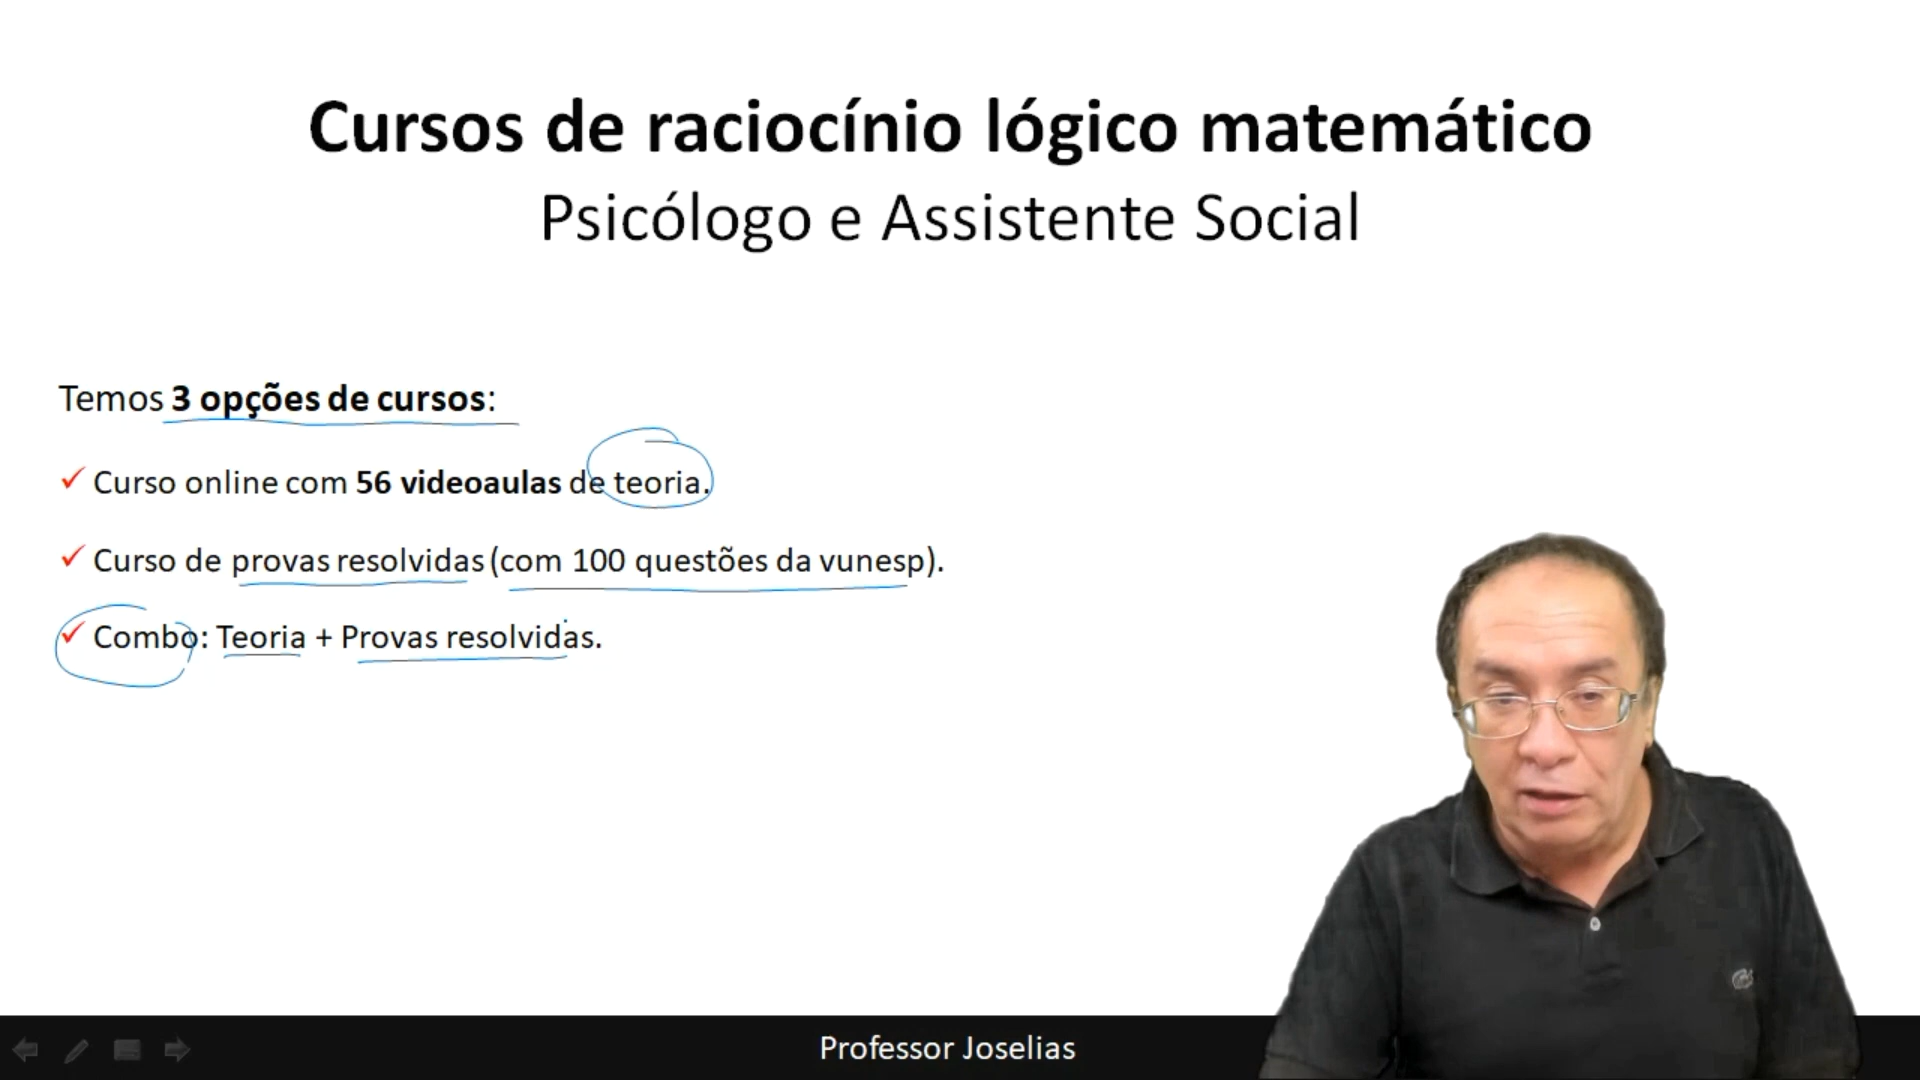 Cursos de raciocínio lógico matemático
Psicólogo e Assistente Social
Temos 3 opções de cursos:
✓ Curso online com 56 videoaulas de teoria.
✓ Curso de provas resolvidas (com 100 questões da vunesp).
✓ Combo: Teoria + Provas resolvidas.
Professor Joselias